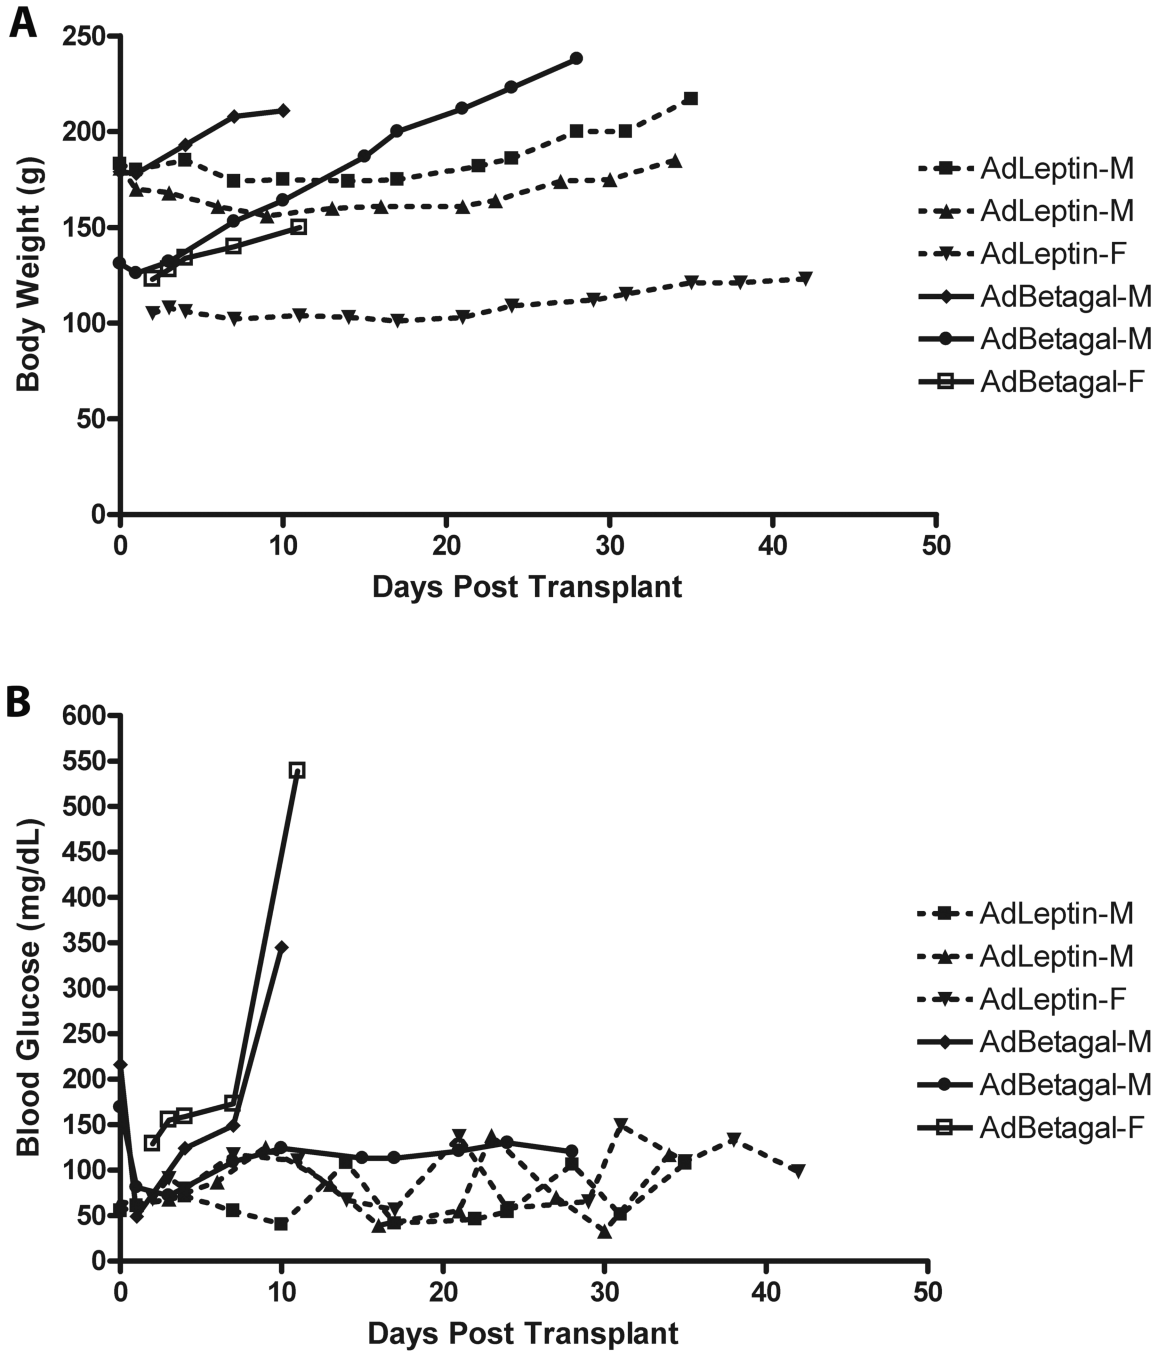 A
250
200
150
100
50
0
Body Weight (g)
0 10 20 30 40 50
Days Post Transplant
AdLeptin-M
AdLeptin-M
AdLeptin-F
AdBetagal-M
AdBetagal-M
AdBetagal-F
B
600
550
500
450
400
350
300
250
200
150
100
50
0
Blood Glucose (mg/dL)
0 10 20 30 40 50
Days Post Transplant
AdLeptin-M
AdLeptin-M
AdLeptin-F
AdBetagal-M
AdBetagal-M
AdBetagal-F